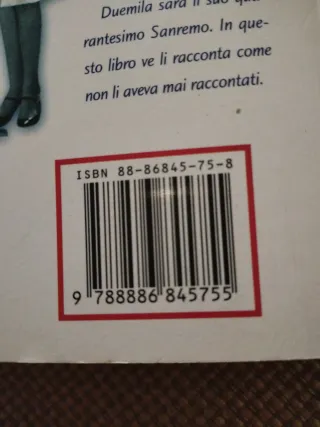 Duemila sarà il suo qua-
rantesimo Sanremo. In que-
sto libro ve li racconta come
non li aveva mai raccontati.
ISBN 88-86845-75-8
9 788886 845755